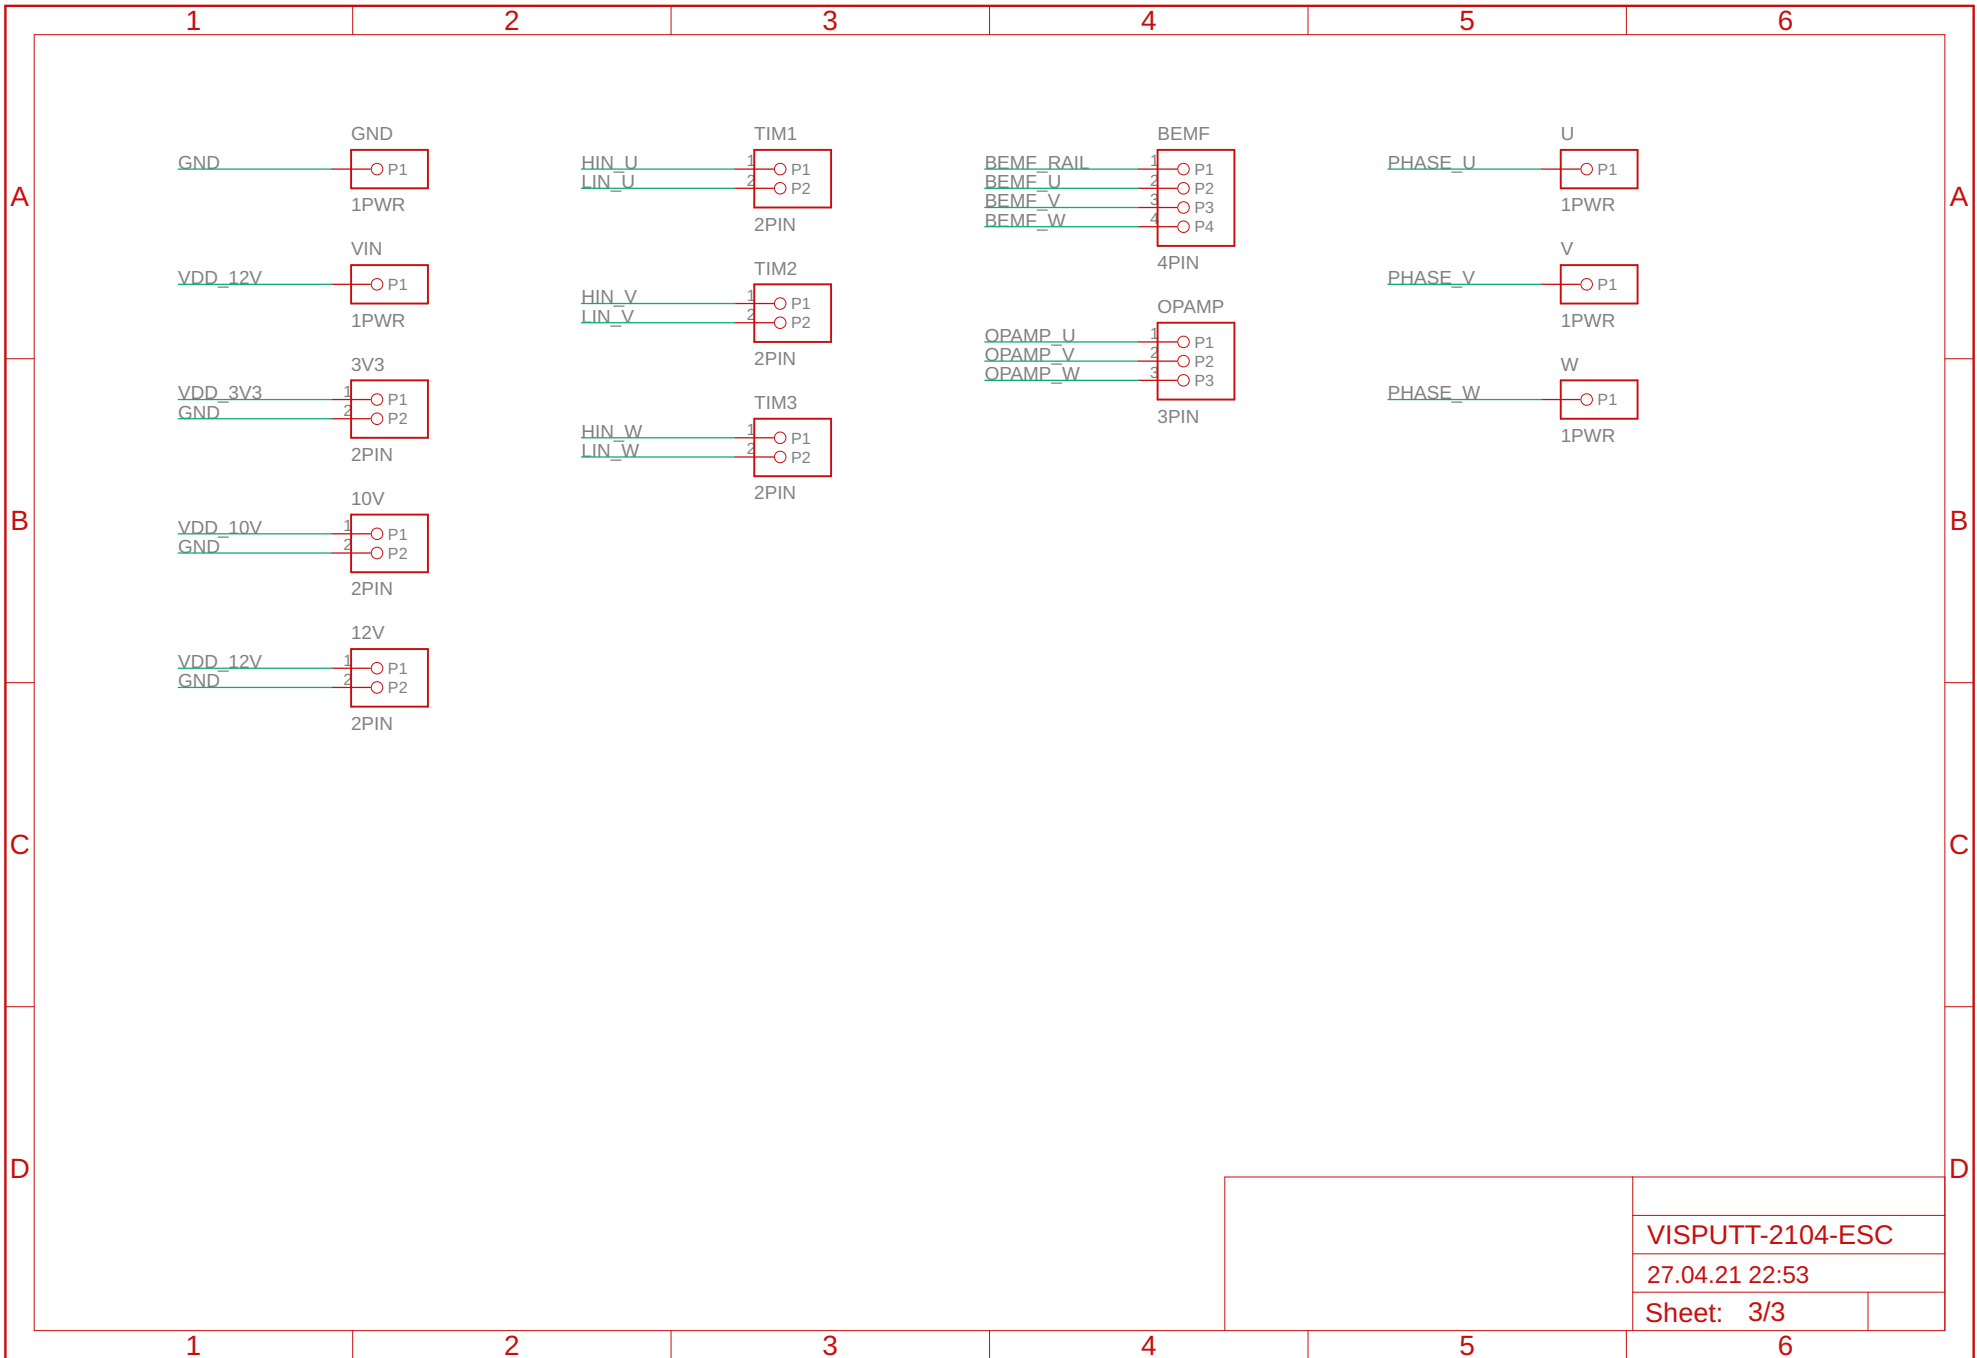 1 2 3 4 5 6
A
B
C
D
GND
GND
P1
1PWR
VIN
VDD_12V
P1
1PWR
3V3
VDD_3V3 1 P1
GND 2 P2
2PIN
10V
VDD_10V 1 P1
GND 2 P2
2PIN
12V
VDD_12V 1 P1
GND 2 P2
2PIN
TIM1
HIN_U 1 P1
LIN_U 2 P2
2PIN
TIM2
HIN_V 1 P1
LIN_V 2 P2
2PIN
TIM3
HIN_W 1 P1
LIN_W 2 P2
2PIN
BEMF
BEMF_RAIL 1 P1
BEMF_U 2 P2
BEMF_V 3 P3
BEMF_W 4 P4
4PIN
OPAMP
OPAMP_U 1 P1
OPAMP_V 2 P2
OPAMP_W 3 P3
3PIN
U
PHASE_U P1
1PWR
V
PHASE_V P1
1PWR
W
PHASE_W P1
1PWR
A
B
C
D
VISPUTT-2104-ESC
27.04.21 22:53
Sheet: 3/3
1 2 3 4 5 6